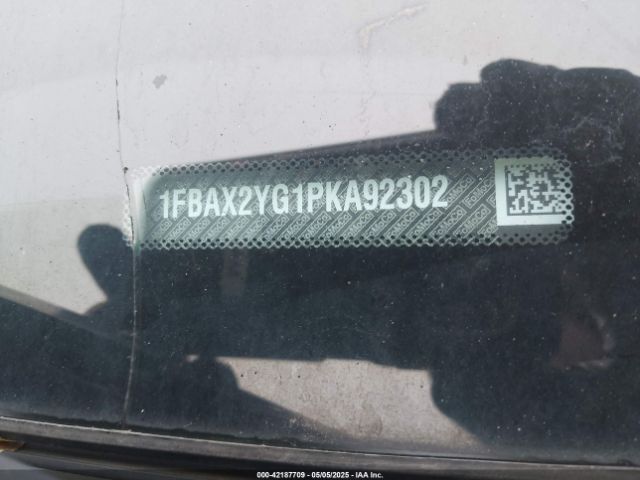 1FBAX2YG1PKA92302
000-42187709 - 05/05/2025 - IAA Inc.